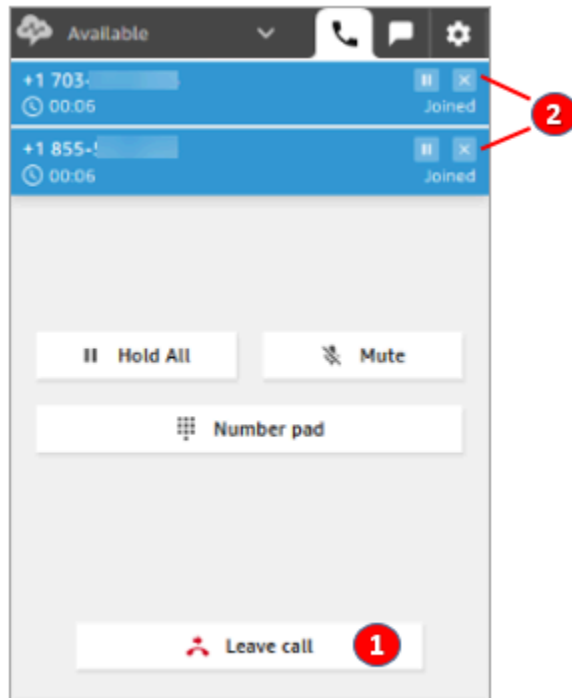 Available
+1 703-
00:06
Joined
2
+1 855-
00:06
Joined
Hold All
Mute
Number pad
Leave call
1